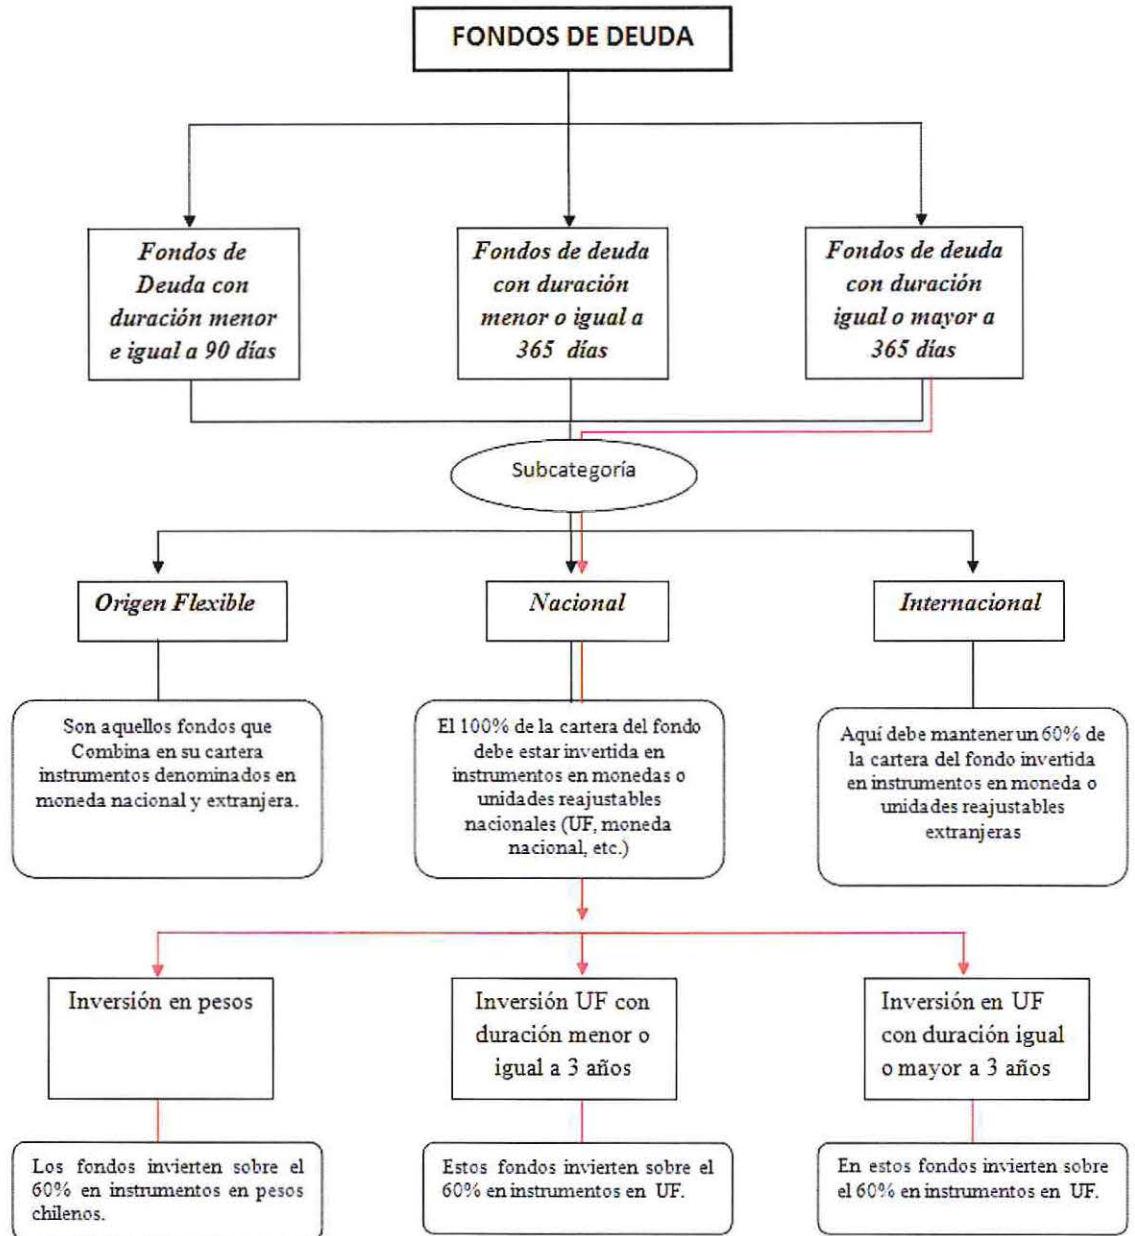 FONDOS DE DEUDA
Fondos de
Deuda con
duración menor
e igual a 90 días
Fondos de deuda
con duración
menor o igual a
365 días
Fondos de deuda
con duración
igual o mayor a
365 días
Subcategoría
Origen Flexible
Nacional
Internacional
Son aquellos fondos que
Combina en su cartera
instrumentos denominados en
moneda nacional y extranjera.
El 100% de la cartera del fondo
debe estar invertida en
instrumentos en monedas o
unidades reajustables
nacionales (UF, moneda
nacional, etc.)
Aquí debe mantener un 60% de
la cartera del fondo invertida
en instrumentos en moneda o
unidades reajustables
extranjeras
Inversión en pesos
Inversión UF con
duración menor o
igual a 3 años
Inversión en UF
con duración igual
o mayor a 3 años
Los fondos invierten sobre el
60% en instrumentos en pesos
chilenos.
Estos fondos invierten sobre el
60% en instrumentos en UF.
En estos fondos invierten sobre
el 60% en instrumentos en UF.